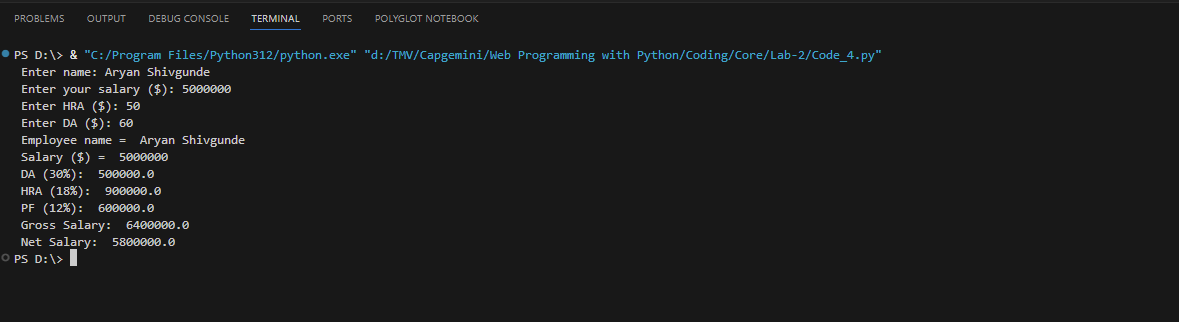 PROBLEMS OUTPUT DEBUG CONSOLE TERMINAL PORTS POLYGLOT NOTEBOOK
PS D:\> & "C:/Program Files/Python312/python.exe" "d:/TMV/Capgemini/Web Programming with Python/Coding/Core/Lab-2/Code_4.py"
Enter name: Aryan Shivgunde
Enter your salary ($): 5000000
Enter HRA ($): 50
Enter DA ($): 60
Employee name =  Aryan Shivgunde
Salary ($) =  5000000
DA (30%):  500000.0
HRA (18%):  900000.0
PF (12%):  600000.0
Gross Salary:  6400000.0
Net Salary:  5800000.0
PS D:\>